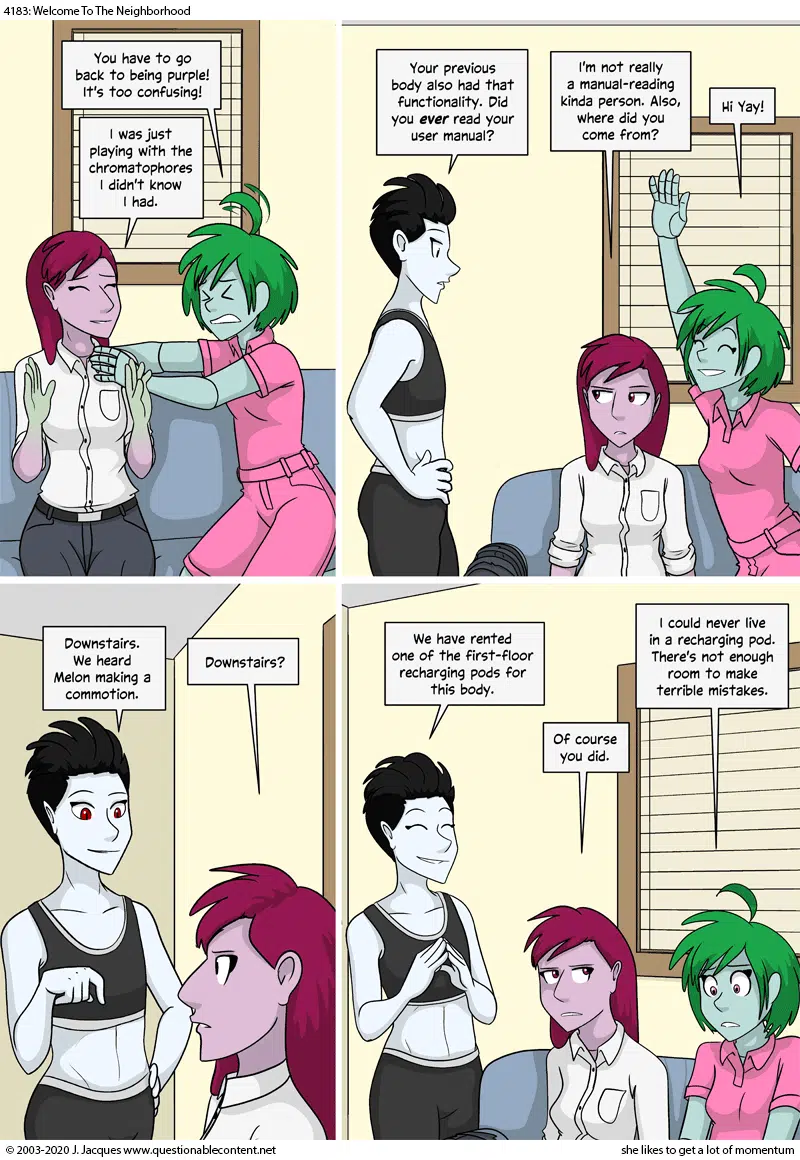 4183: Welcome To The Neighborhood
You have to go
back to being purple!
It's too confusing!
I was just
playing with the
chromatophores
I didn't know
I had.
Your previous
body also had that
functionality. Did
you ever read your
user manual?
I'm not really
a manual-reading
kinda person. Also,
where did you
come from?
Hi Yay!
Downstairs.
We heard
Melon making a
commotion.
Downstairs?
We have rented
one of the first-floor
recharging pods for
this body.
Of course
you did.
I could never live
in a recharging pod.
There's not enough
room to make
terrible mistakes.
© 2003-2020 J. Jacques www.questionablecontent.net
she likes to get a lot of momentum